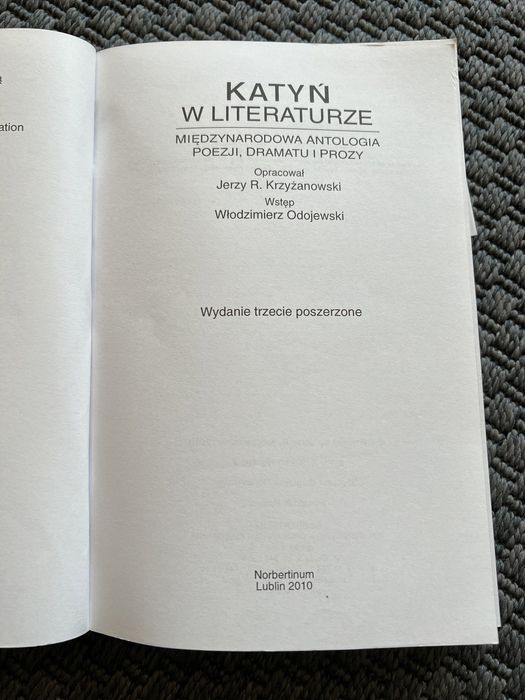 ation
KATYŃ
W LITERATURZE
MIĘDZYNARODOWA ANTOLOGIA
POEZJI, DRAMATU I PROZY
Opracował
Jerzy R. Krzyżanowski
Wstęp
Włodzimierz Odojewski
Wydanie trzecie poszerzone
Norbertinum
Lublin 2010